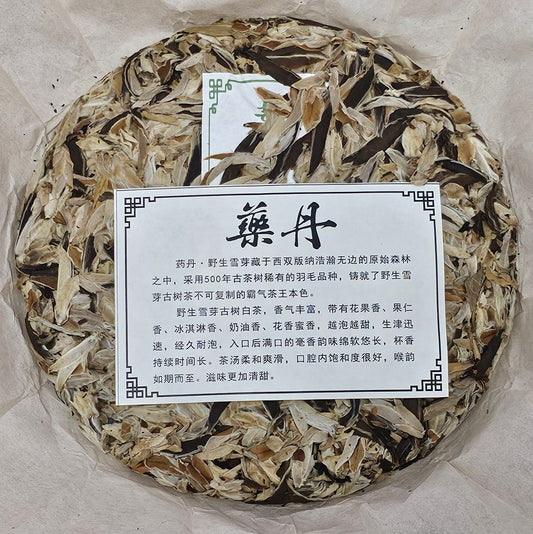 藥丹
药丹·野生雪芽藏于西双版纳浩瀚无边的原始森林
之中，采用500年古茶树稀有的羽毛品种，铸就了野生雪
芽古树茶不可复制的霸气茶王本色。
野生雪芽古树白茶，香气丰富，带有花果香、果仁
香、冰淇淋香、奶油香、花香蜜香，越泡越甜，生津迅
速，经久耐泡，入口后满口的毫香韵味绵软悠长，杯香
持续时间长。茶汤柔和爽滑，口腔内饱和度很好，喉韵
如期而至。滋味更加清甜。